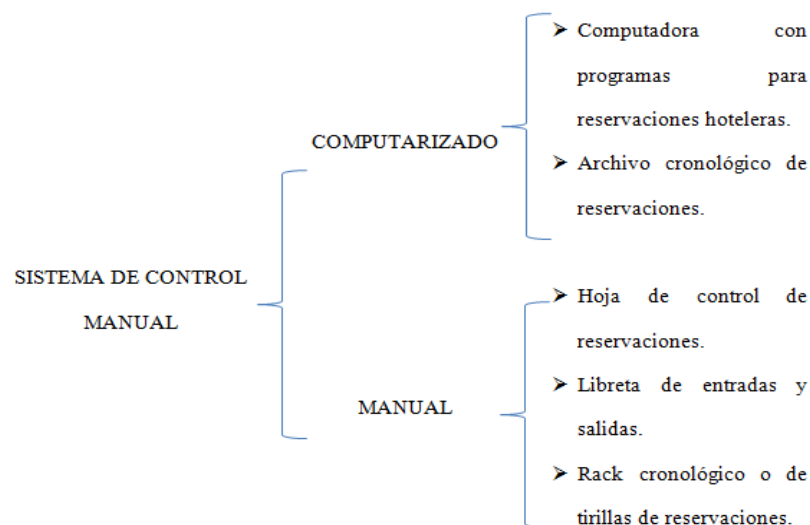 SISTEMA DE CONTROL
MANUAL
COMPUTARIZADO
➢ Computadora con
programas para
reservaciones hoteleras.
➢ Archivo cronológico de
reservaciones.
MANUAL
➢ Hoja de control de
reservaciones.
➢ Libreta de entradas y
salidas.
➢ Rack cronológico o de
tirillas de reservaciones.